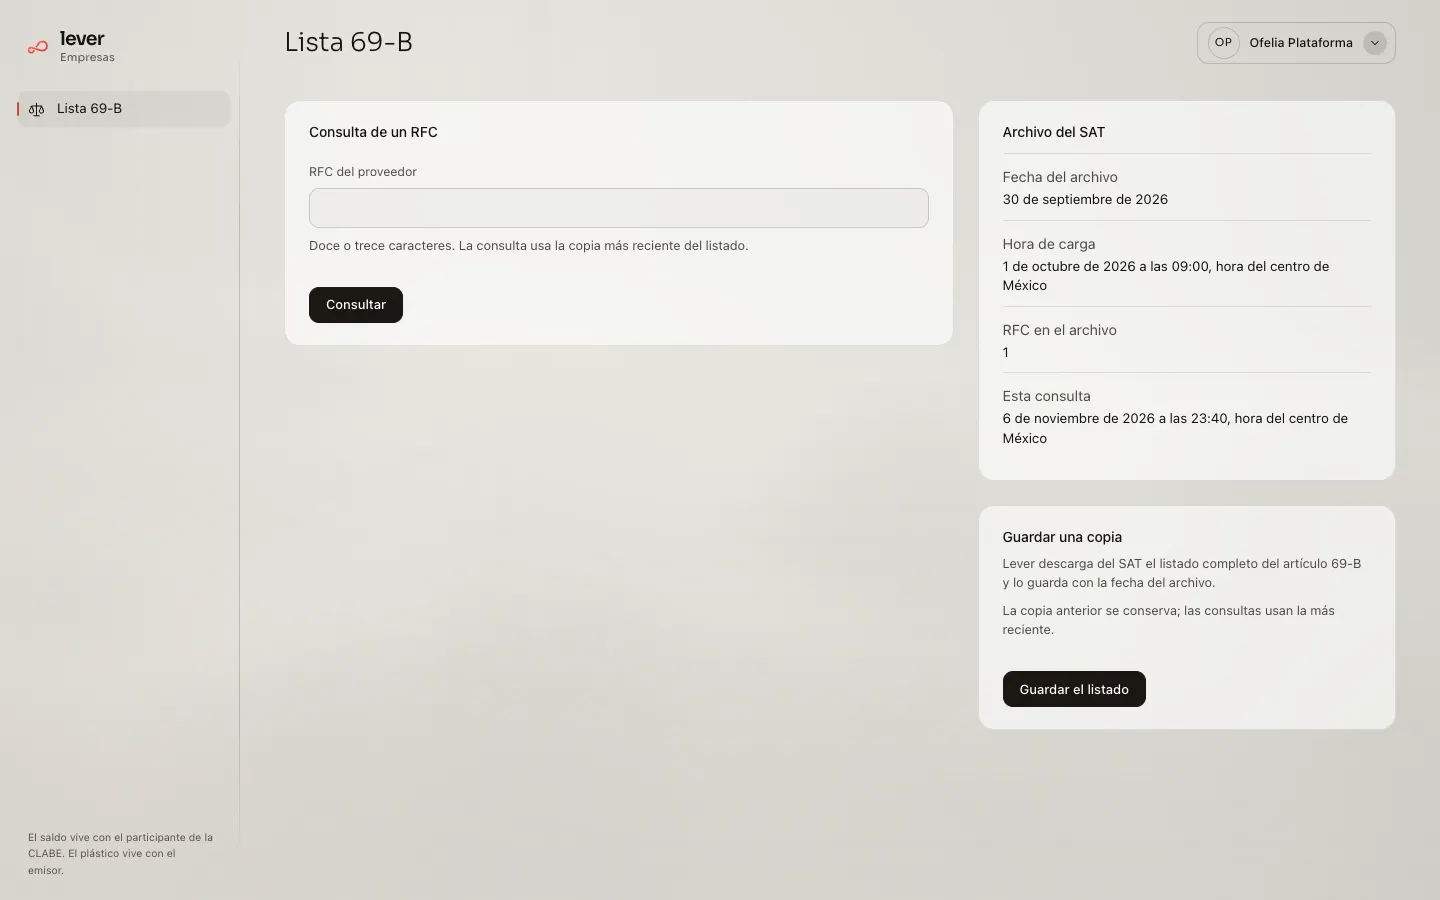 lever
Empresas
Lista 69-B
Lista 69-B
OP
Ofelia Plataforma
Consulta de un RFC
RFC del proveedor
Doce o trece caracteres. La consulta usa la copia más reciente del listado.
Consultar
Archivo del SAT
Fecha del archivo
30 de septiembre de 2026
Hora de carga
1 de octubre de 2026 a las 09:00, hora del centro de
México
RFC en el archivo
1
Esta consulta
6 de noviembre de 2026 a las 23:40, hora del centro de
México
Guardar una copia
Lever descarga del SAT el listado completo del artículo 69-B
y lo guarda con la fecha del archivo.
La copia anterior se conserva; las consultas usan la más
reciente.
Guardar el listado
El saldo vive con el participante de la
CLABE. El plástico vive con el
emisor.